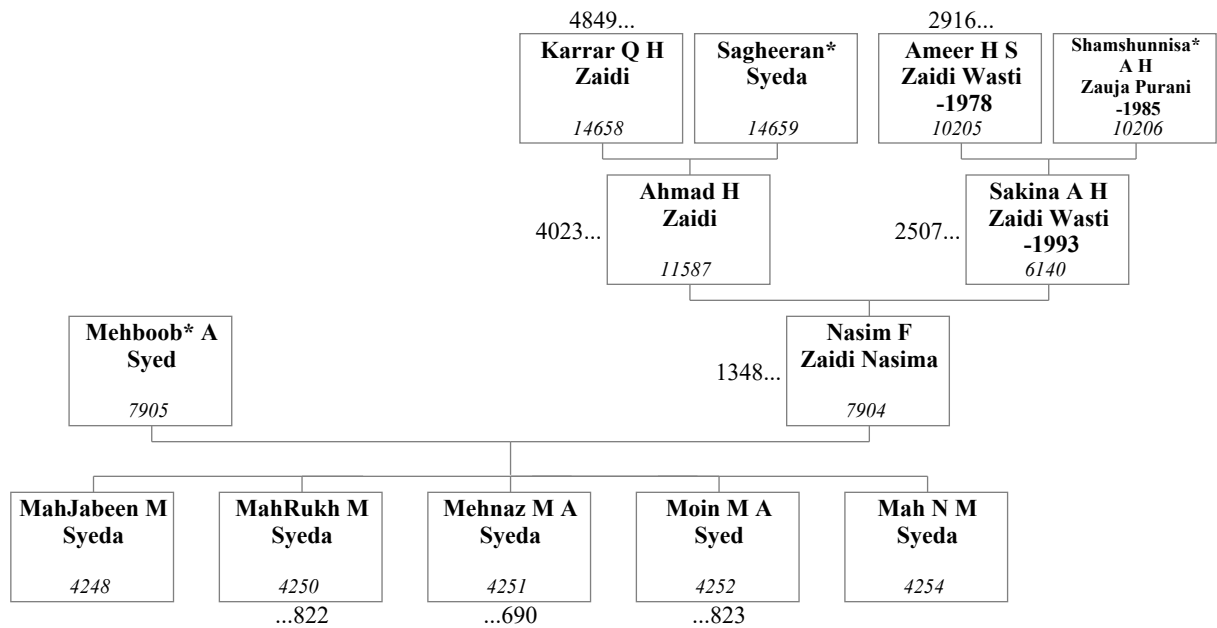 4849...
2916...
Karrar Q H
Zaidi
14658
Sagheeran*
Syeda
14659
Ameer H S
Zaidi Wasti
-1978
10205
Shamshunnisa*
A H
Zauja Purani
-1985
10206
4023...
Ahmad H
Zaidi
11587
2507...
Sakina A H
Zaidi Wasti
-1993
6140
Mehboob* A
Syed
7905
1348...
Nasim F
Zaidi Nasima
7904
MahJabeen M
Syeda
4248
MahRukh M
Syeda
4250
...822
Mehnaz M A
Syeda
4251
...690
Moin M A
Syed
4252
...823
Mah N M
Syeda
4254